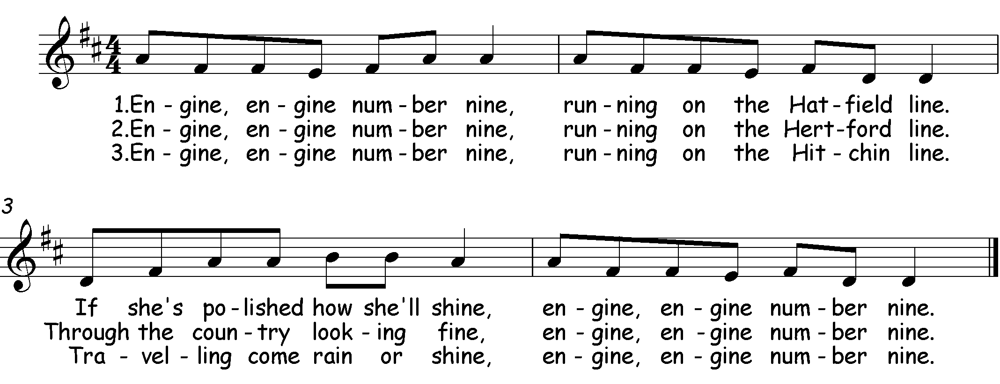 4
4
1.En - gine, en - gine num - ber nine, run - ning on the Hat - field line.
2.En - gine, en - gine num - ber nine, run - ning on the Hert - ford line.
3.En - gine, en - gine num - ber nine, run - ning on the Hit - chin line.
3
If she's po - lished how she'll shine, en - gine, en - gine num - ber nine.
Through the coun - try look - ing fine, en - gine, en - gine num - ber nine.
Tra - vel - ling come rain or shine, en - gine, en - gine num - ber nine.